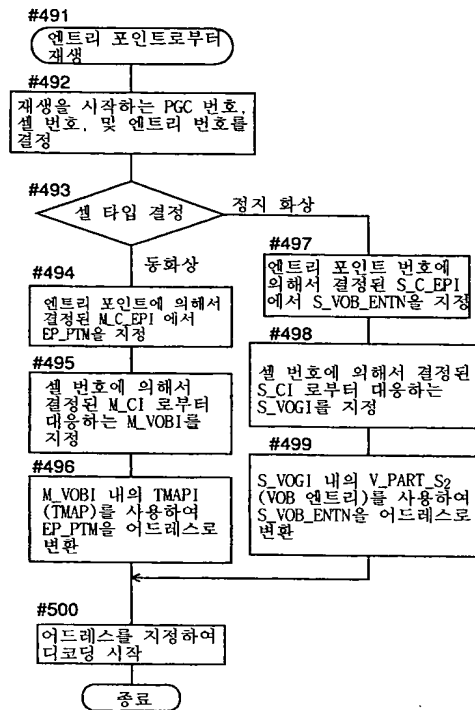 #491
엔트리 포인트로부터
재생
#492
재생을 시작하는 PGC 번호,
셀 번호, 및 엔트리 번호를
결정
#493
셀 타입 결정
정지 화상
동화상
#494
엔트리 포인트에 의해서
결정된 M_C_EPI 에서
EP_PTM을 지정
#495
셀 번호에 의해서
결정된 M_CI 로부터
대응하는 M_VOBI를
지정
#496
M_VOBI 내의 TMAPI
(TMAP)를 사용하여
EP_PTM을 어드레스로
변환
#497
엔트리 포인트 번호에
의해서 결정된 S_C_EPI
에서 S_VOB_ENTN을 지정
#498
셀 번호에 의해서 결정된
S_CI 로부터 대응하는
S_VOGI를 지정
#499
S_VOGI 내의 V_PART_S2
(VOB 엔트리)를 사용하여
S_VOB_ENTN을 어드레스로
변환
#500
어드레스를 지정하여
디코딩 시작
종료